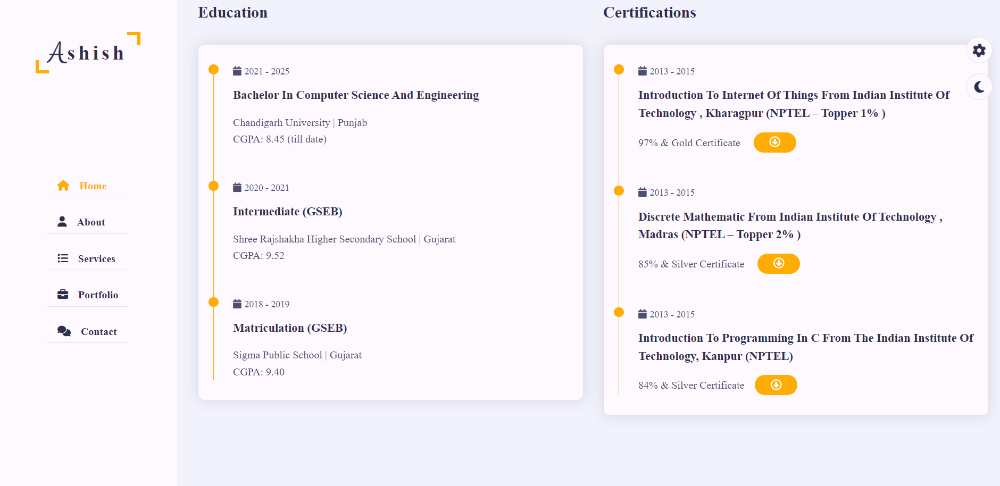 Ashish
Home
About
Services
Portfolio
Contact
Education
2021 - 2025
Bachelor In Computer Science And Engineering
Chandigarh University | Punjab
CGPA: 8.45 (till date)
2020 - 2021
Intermediate (GSEB)
Shree Rajshakha Higher Secondary School | Gujarat
CGPA: 9.52
2018 - 2019
Matriculation (GSEB)
Sigma Public School | Gujarat
CGPA: 9.40
Certifications
2013 - 2015
Introduction To Internet Of Things From Indian Institute Of
Technology , Kharagpur (NPTEL – Topper 1% )
97% & Gold Certificate
2013 - 2015
Discrete Mathematic From Indian Institute Of Technology ,
Madras (NPTEL – Topper 2% )
85% & Silver Certificate
2013 - 2015
Introduction To Programming In C From The Indian Institute Of
Technology, Kanpur (NPTEL)
84% & Silver Certificate